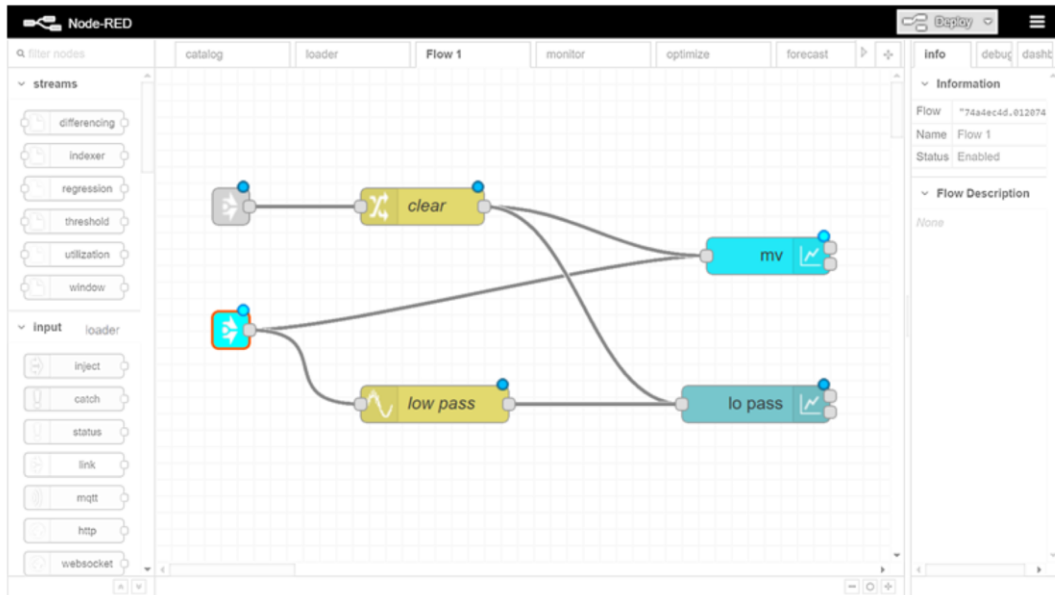 Node-RED
Deploy
filter nodes
catalog
loader
Flow 1
monitor
optimize
forecast
info
debug
dashb
streams
differencing
indexer
regression
threshold
utilization
window
input
loader
inject
catch
status
link
mqtt
http
websocket
clear
mv
low pass
lo pass
Information
Flow "74a4ec4d.012074
Name Flow 1
Status Enabled
Flow Description
None